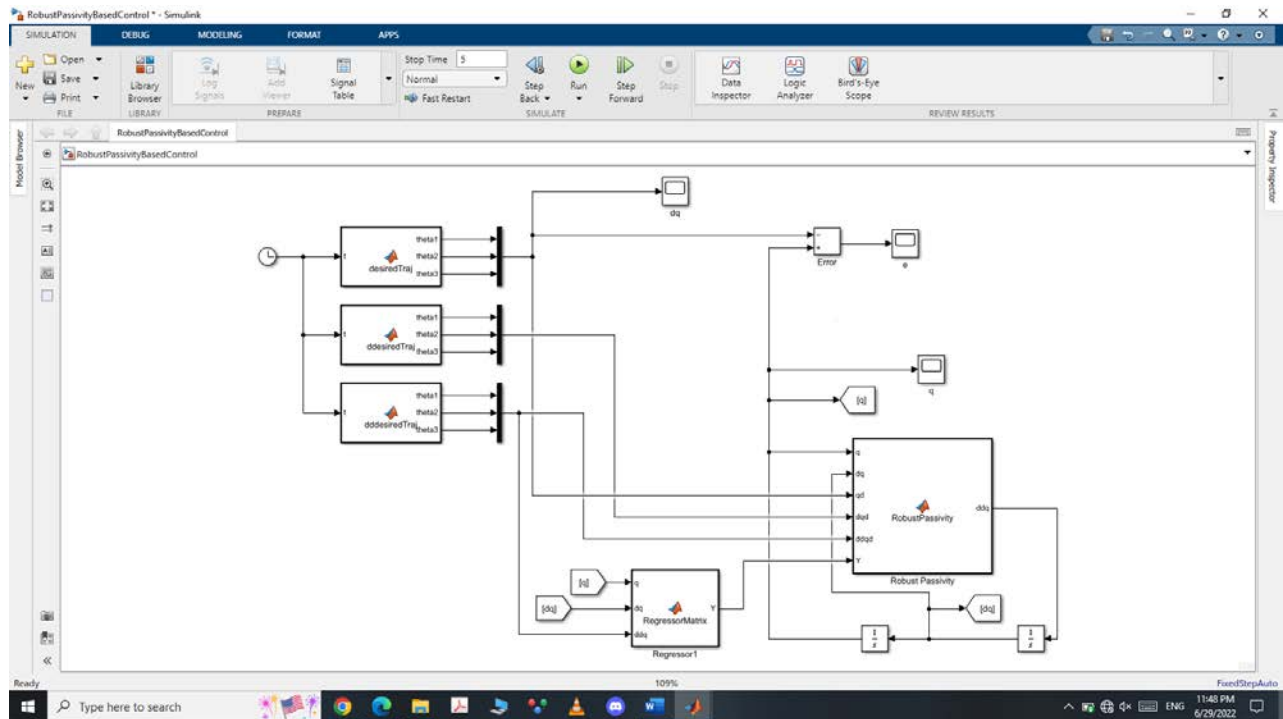 RobustPassivityBasedControl * - Simulink
SIMULATION DEBUG MODELING FORMAT APPS
New
Open
Save
Print
FILE
Library Browser
LIBRARY
Log Signals
Add Viewer
Signal Table
PREPARE
Stop Time 5
Normal
Fast Restart
Step Back
Run
Step Forward
Stop
SIMULATE
Data Inspector
Logic Analyzer
Bird's-Eye Scope
REVIEW RESULTS
Model Browser
Property Inspector
RobustPassivityBasedControl
RobustPassivityBasedControl
dq
t
desiredTraj
theta1
theta2
theta3
Error
e
t
ddesiredTraj
theta1
theta2
theta3
t
dddesiredTraj
theta1
theta2
theta3
q
[q]
q
dq
qd
dqd
ddqd
Y
RobustPassivity
ddq
Robust Passivity
[q]
[dq]
q
dq
ddq
RegressorMatrix
Y
Regressor1
[dq]
1
s
1
s
Ready
109%
FixedStepAuto
Type here to search
ENG
11:48 PM
6/29/2022